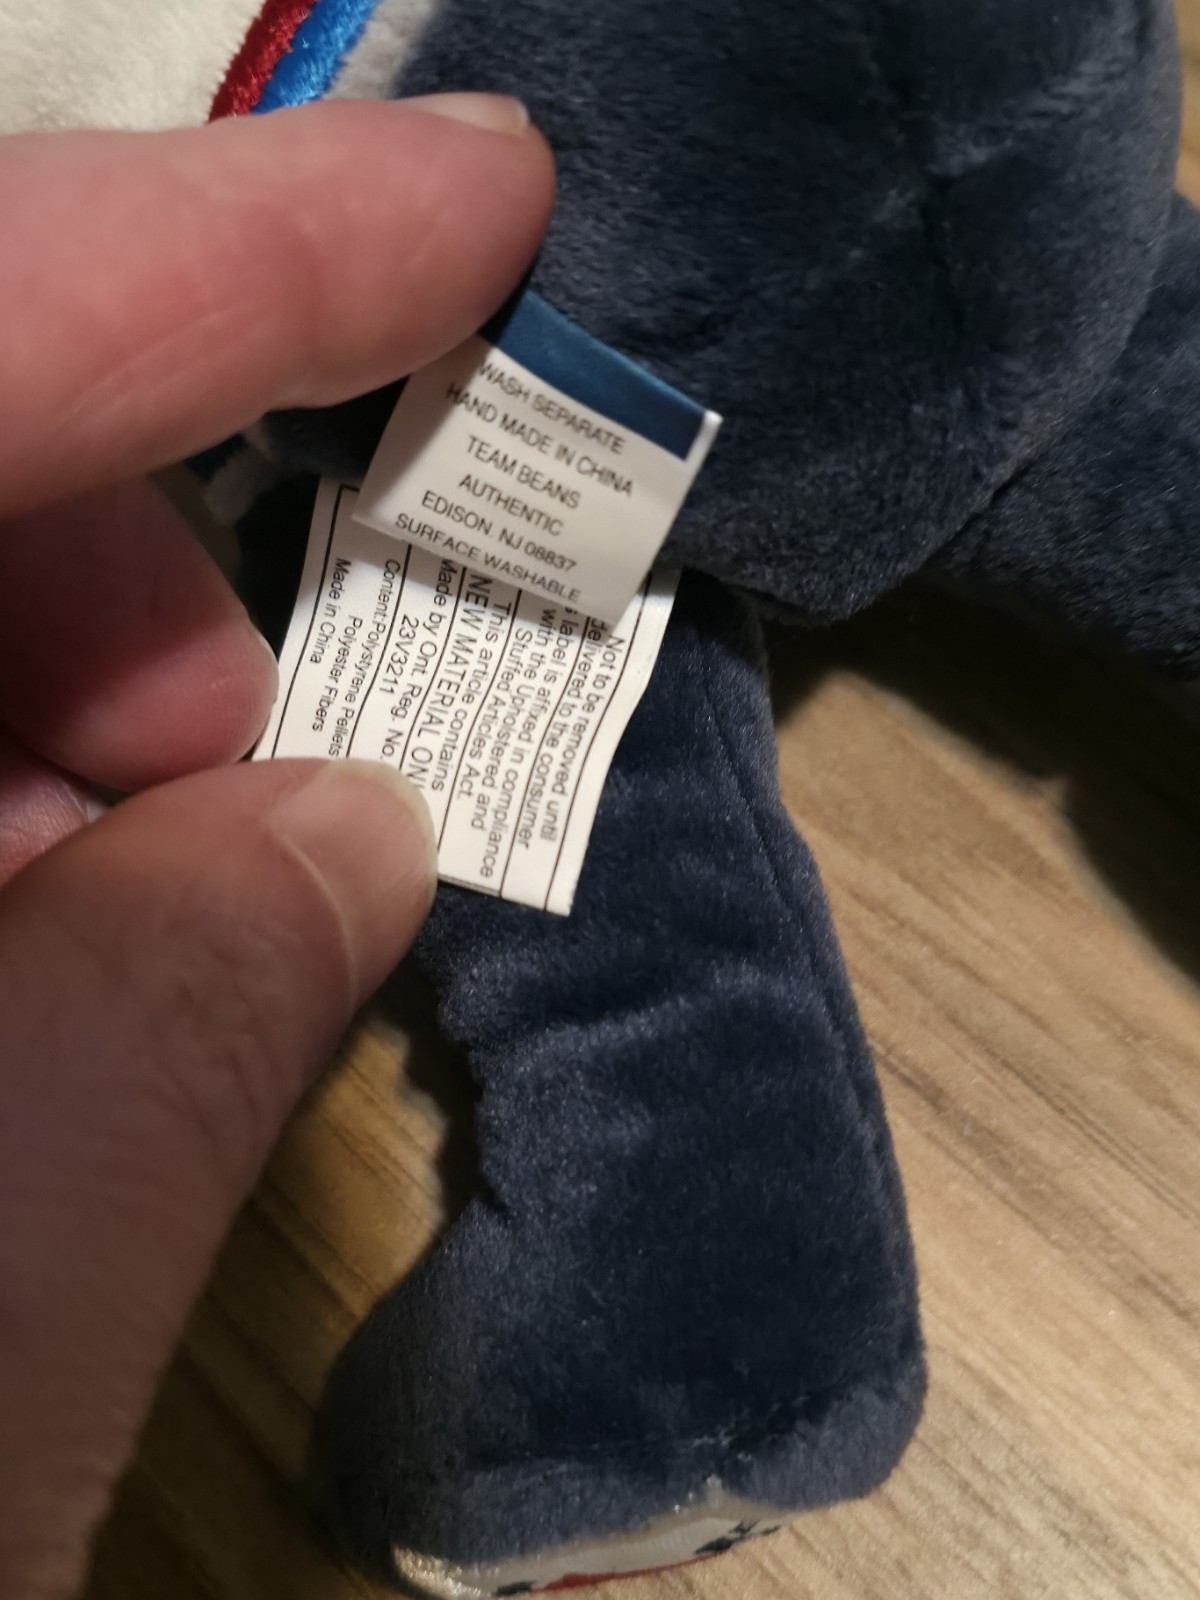 WASH SEPARATE
HAND MADE IN CHINA
TEAM BEANS
AUTHENTIC
EDISON. NJ 08837
SURFACE WASHABLE
Not to be removed until
delivered to the consumer
label is affixed in compliance
with the Upholstered and
Stuffed Articles Act.
This article contains
NEW MATERIAL
Made by Ont. Reg. No.
23V3211
Content:Polystyrene Pellets
Polyester Fibers
Made in China